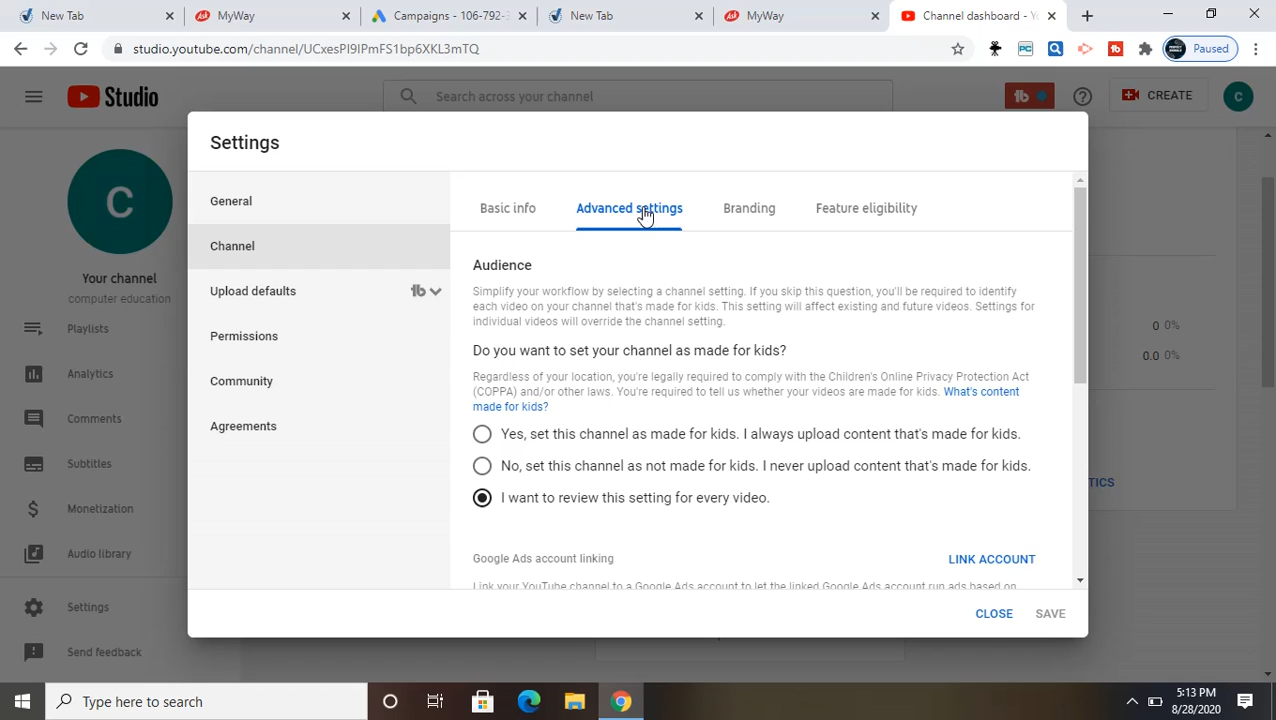 New Tab
MyWay
Campaigns - 106-792-3
New Tab
MyWay
Channel dashboard - Yo
studio.youtube.com/channel/UCxesPI9IPmFS1bp6XKL3mTQ
Paused
Studio
Search across your channel
CREATE
C
Settings
C
Your channel
computer education
Playlists
Analytics
Comments
Subtitles
Monetization
Audio library
Settings
Send feedback
General
Channel
Upload defaults
Permissions
Community
Agreements
Basic info
Advanced settings
Branding
Feature eligibility
Audience
Simplify your workflow by selecting a channel setting. If you skip this question, you'll be required to identify
each video on your channel that's made for kids. This setting will affect existing and future videos. Settings for
individual videos will override the channel setting.
Do you want to set your channel as made for kids?
Regardless of your location, you're legally required to comply with the Children's Online Privacy Protection Act
(COPPA) and/or other laws. You're required to tell us whether your videos are made for kids. What's content
made for kids?
Yes, set this channel as made for kids. I always upload content that's made for kids.
No, set this channel as not made for kids. I never upload content that's made for kids.
I want to review this setting for every video.
Google Ads account linking
LINK ACCOUNT
Link your YouTube channel to a Google Ads account to let the linked Google Ads account run ads based on
CLOSE
SAVE
0 0%
0.0 0%
TICS
Type here to search
5:13 PM
8/28/2020